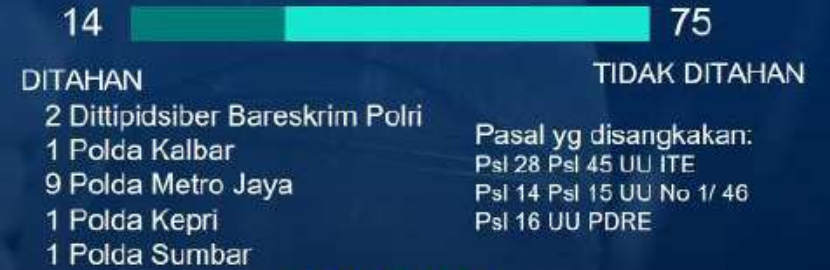 14 75
DITAHAN
2 Dittipidsiber Bareskrim Polri
1 Polda Kalbar
9 Polda Metro Jaya
1 Polda Kepri
1 Polda Sumbar
TIDAK DITAHAN
Pasal yg disangkakan:
Psl 28 Psl 45 UU ITE
Psl 14 Psl 15 UU No 1/ 46
Psl 16 UU PDRE